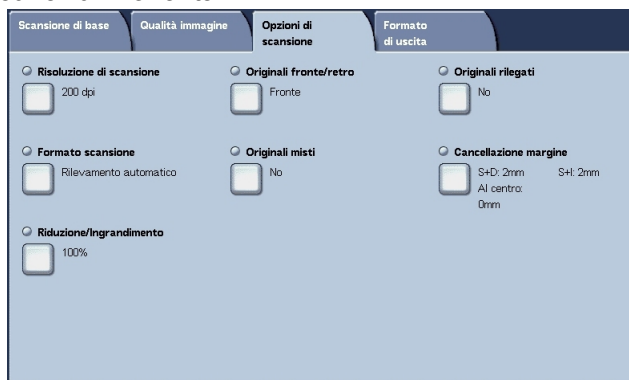 Scansione di base
Qualità immagine
Opzioni di
scansione
Formato
di uscita
Risoluzione di scansione
200 dpi
Originali fronte/retro
Fronte
Originali rilegati
No
Formato scansione
Rilevamento automatico
Originali misti
No
Cancellazione margine
S+D: 2mm S+I: 2mm
Al centro:
0mm
Riduzione/Ingrandimento
100%